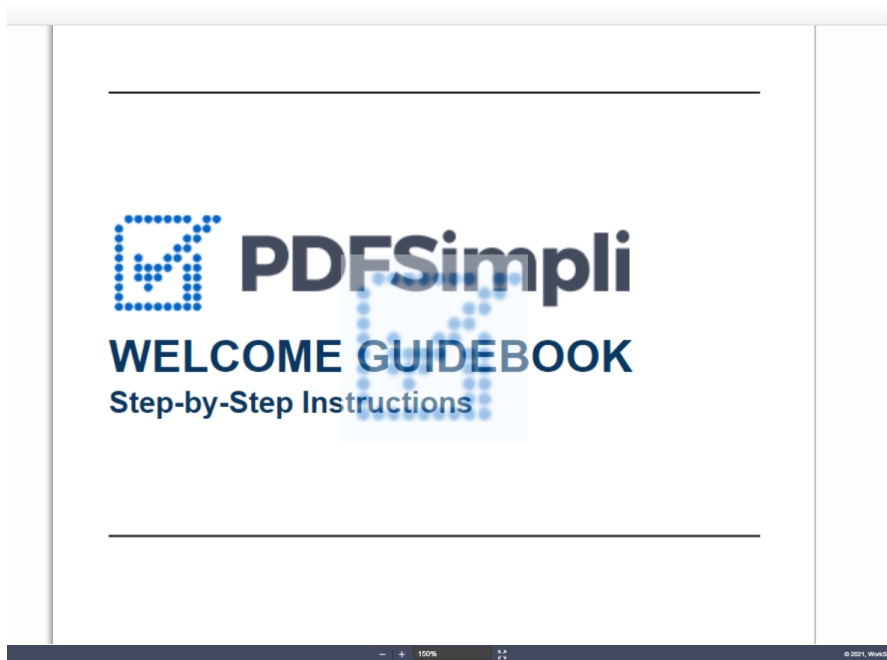 PDFSimpli
WELCOME GUIDEBOOK
Step-by-Step Instructions
− + 150%
© 2021, WorkS